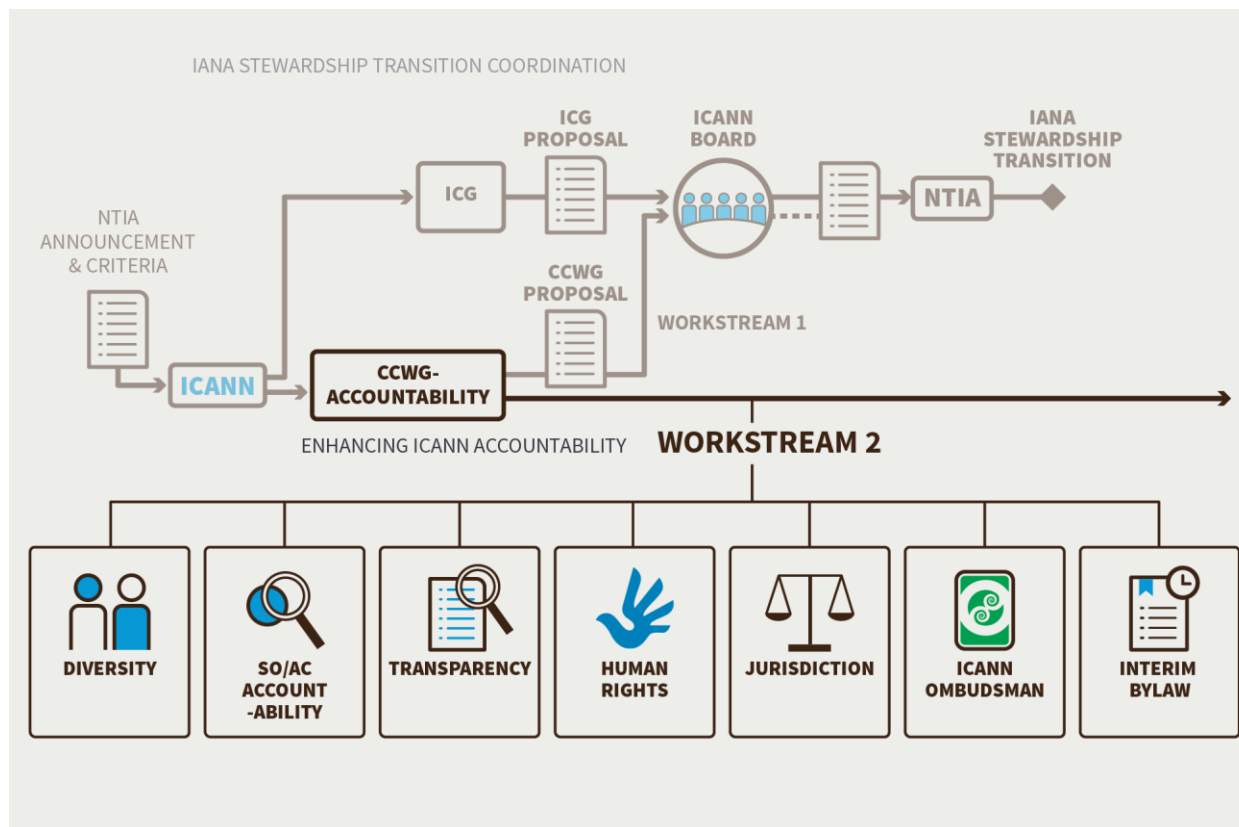 IANA STEWARDSHIP TRANSITION COORDINATION
ICG
PROPOSAL
ICANN
BOARD
IANA
STEWARDSHIP
TRANSITION
ICG
NTIA
NTIA
ANNOUNCEMENT
& CRITERIA
CCWG
PROPOSAL
WORKSTREAM 1
ICANN
CCWG-
ACCOUNTABILITY
ENHANCING ICANN ACCOUNTABILITY
WORKSTREAM 2
DIVERSITY
SO/AC
ACCOUNT
-ABILITY
TRANSPARENCY
HUMAN
RIGHTS
JURISDICTION
ICANN
OMBUDSMAN
INTERIM
BYLAW